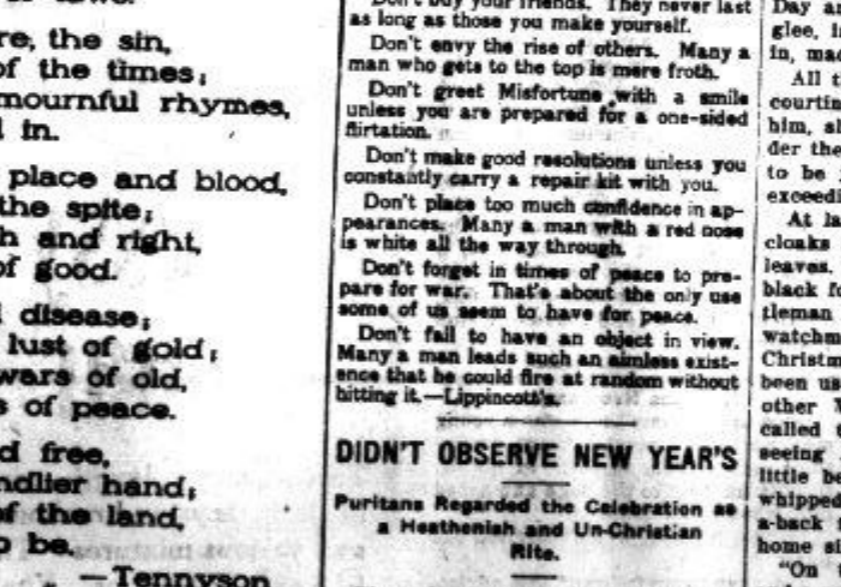 re, the sin,
of the times;
mournful rhymes,
in.
place and blood,
the spite;
h and right,
of good.
disease;
lust of gold;
wars of old,
s of peace.
d free,
ndlier hand;
of the land,
o be.
—Tennyson
Don't buy your friends. They never last
as long as those you make yourself.
Don't envy the rise of others. Many a
man who gets to the top is mere froth.
Don't greet Misfortune with a smile
unless you are prepared for a one-sided
flirtation.
Don't make good resolutions unless you
constantly carry a repair kit with you.
Don't place too much confidence in ap-
pearances. Many a man with a red nose
is white all the way through.
Don't forget in times of peace to pre-
pare for war. That's about the only use
some of us seem to have for peace.
Don't fail to have an object in view.
Many a man leads such an aimless exist-
ence that he could fire at random without
hitting it.—Lippincott's.
DIDN'T OBSERVE NEW YEAR'S
Puritans Regarded the Celebration as
a Heathenish and Un-Christian
Rite.
Day an
glee, i
in, mad
All t
courtin
him, al
der the
to be
exceedi
At la
cloaks
leaves.
black fo
tleman
watchm
Christm
been us
other
called
seeing
little be
whipped
a-back
home si
"On